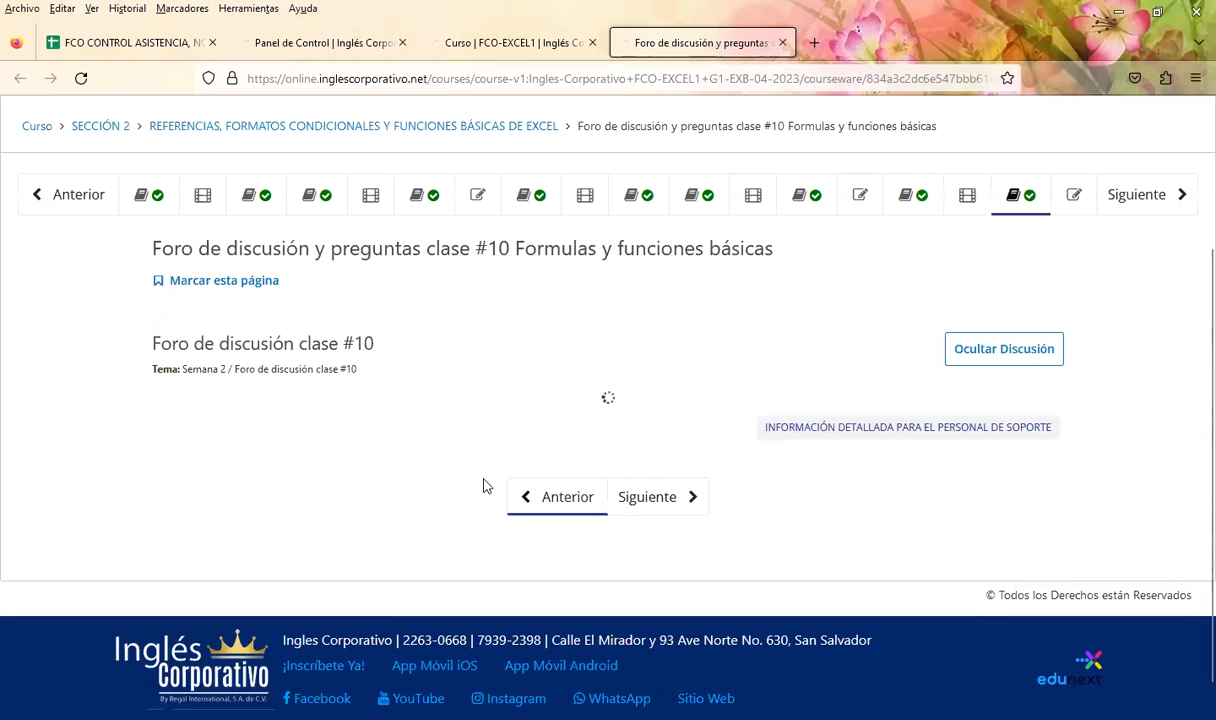 Archivo Editar Ver Historial Marcadores Herramientas Ayuda
FCO CONTROL ASISTENCIA, NO
Panel de Control | Inglés Corpo
Curso | FCO-EXCEL1 | Inglés Co
Foro de discusión y preguntas c
https://online.inglescorporativo.net/courses/course-v1:Ingles-Corporativo+FCO-EXCEL1+G1-EXB-04-2023/courseware/834a3c2dc6e547bbb61
Curso > SECCIÓN 2 > REFERENCIAS, FORMATOS CONDICIONALES Y FUNCIONES BÁSICAS DE EXCEL > Foro de discusión y preguntas clase #10 Formulas y funciones básicas
Anterior
Siguiente
Foro de discusión y preguntas clase #10 Formulas y funciones básicas
Marcar esta página
Foro de discusión clase #10
Ocultar Discusión
Tema: Semana 2 / Foro de discusión clase #10
INFORMACIÓN DETALLADA PARA EL PERSONAL DE SOPORTE
Anterior Siguiente
© Todos los Derechos están Reservados
Inglés Corporativo
By Regal International, S.A. de C.V.
Ingles Corporativo | 2263-0668 | 7939-2398 | Calle El Mirador y 93 Ave Norte No. 630, San Salvador
¡Inscríbete Ya! App Móvil iOS App Móvil Android
Facebook YouTube Instagram WhatsApp Sitio Web
edunext